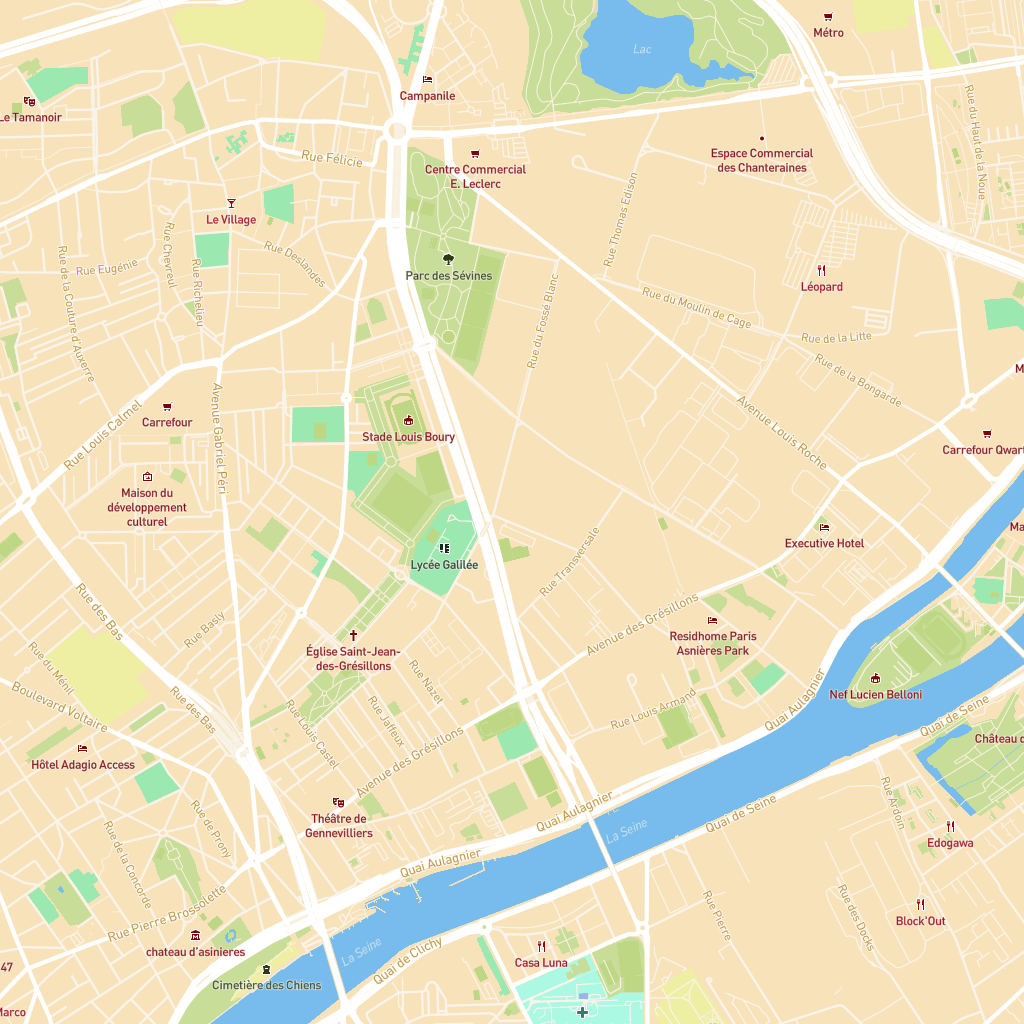 Métro
Lac
Campanile
Le Tamanoir
Espace Commercial
des Chanteraines
Rue du Haut de la Noue
Rue Félicie
Centre Commercial
E. Leclerc
Le Village
Rue Thomas Edison
Rue Chevreul
Rue Deslandes
Rue Eugénie
Rue Richelieu
Parc des Sévines
Léopard
Rue de la Couture d'Auxerre
Rue du Fossé Blanc
Rue du Moulin de Cage
Rue de la Litte
Rue de la Bongarde
M
Carrefour
Avenue Gabriel Péri
Rue Louis Calmel
Stade Louis Boury
Avenue Louis Roche
Carrefour Qwart
Maison du
développement
culturel
Ma
Executive Hotel
Lycée Galilée
Rue Transversale
Rue des Bas
Rue Basly
Avenue des Grésillons
Residhome Paris
Asnières Park
Église Saint-Jean-
des-Grésillons
Rue du Ménil
Rue Nazet
Nef Lucien Belloni
Boulevard Voltaire
Rue des Bas
Rue Louis Castel
Rue Jaffeux
Rue Louis Armand
Quai Aulagnier
Quai de Seine
Château d
Hôtel Adagio Access
Avenue des Grésillons
Rue de Prony
Théâtre de
Gennevilliers
Quai Aulagnier
La Seine
Quai de Seine
Rue Ardoin
Edogawa
Rue de la Concorde
Quai Aulagnier
Rue Pierre Brossolette
Rue Pierre
Rue des Docks
Block'Out
chateau d'asinieres
La Seine
Quai de Clichy
Casa Luna
47
Cimetière des Chiens
Marco